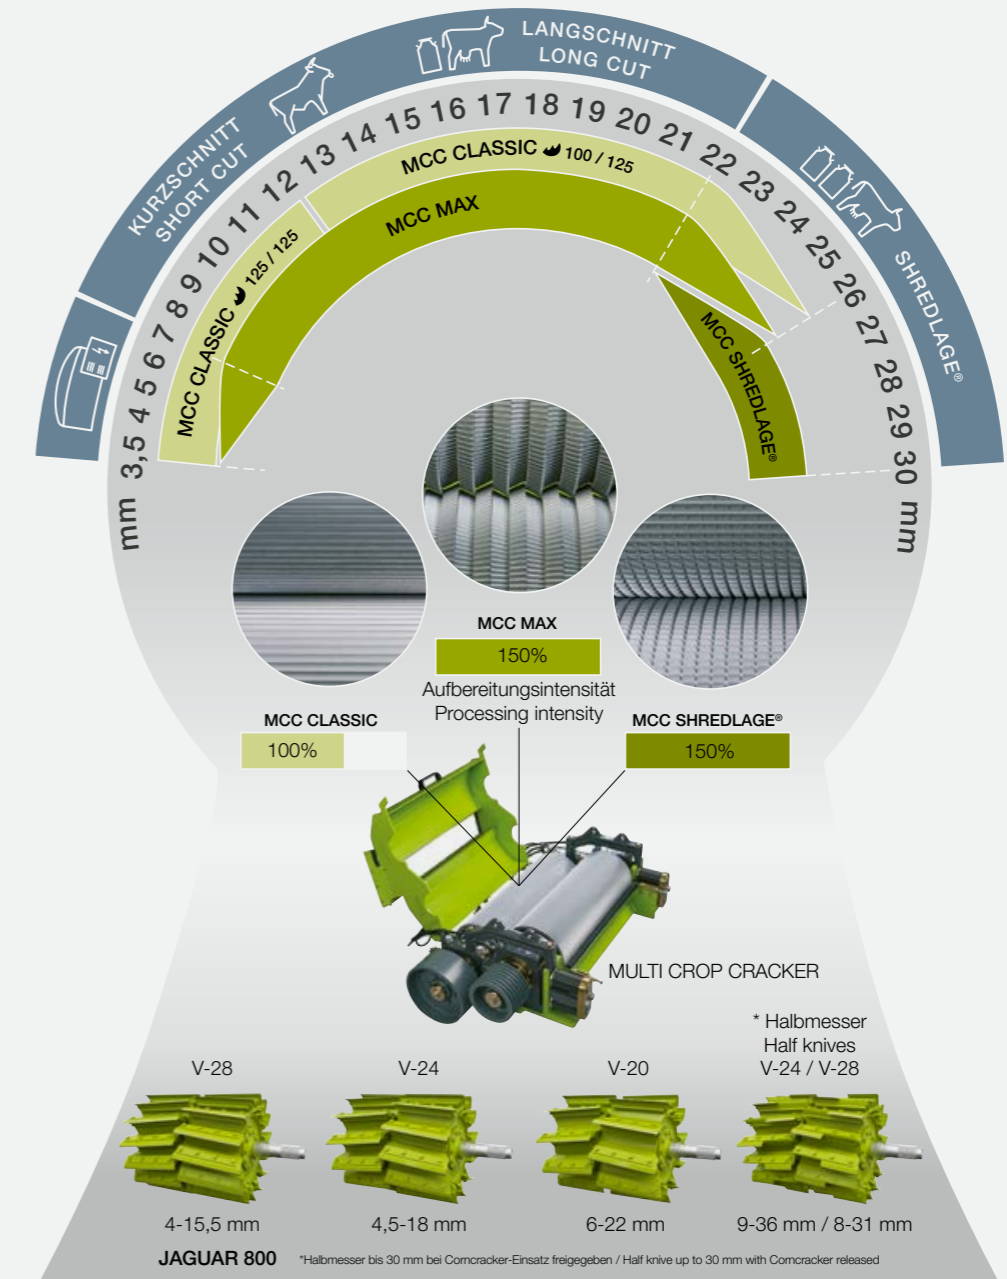 KURZSCHNITT
SHORT CUT
LANGSCHNITT
LONG CUT
SHREDLAGE®
mm 3,5 4 5 6 7 8 9 10 11 12 13 14 15 16 17 18 19 20 21 22 23 24 25 26 27 28 29 30 mm
MCC CLASSIC 125 / 125
MCC CLASSIC 100 / 125
MCC MAX
MCC SHREDLAGE®
MCC MAX
150%
Aufbereitungsintensität
Processing intensity
MCC CLASSIC
100%
MCC SHREDLAGE®
150%
MULTI CROP CRACKER
* Halbmesser
Half knives
V-28 V-24 V-20 V-24 / V-28
4-15,5 mm 4,5-18 mm 6-22 mm 9-36 mm / 8-31 mm
JAGUAR 800 *Halbmesser bis 30 mm bei Corncracker-Einsatz freigegeben / Half knive up to 30 mm with Corncracker released